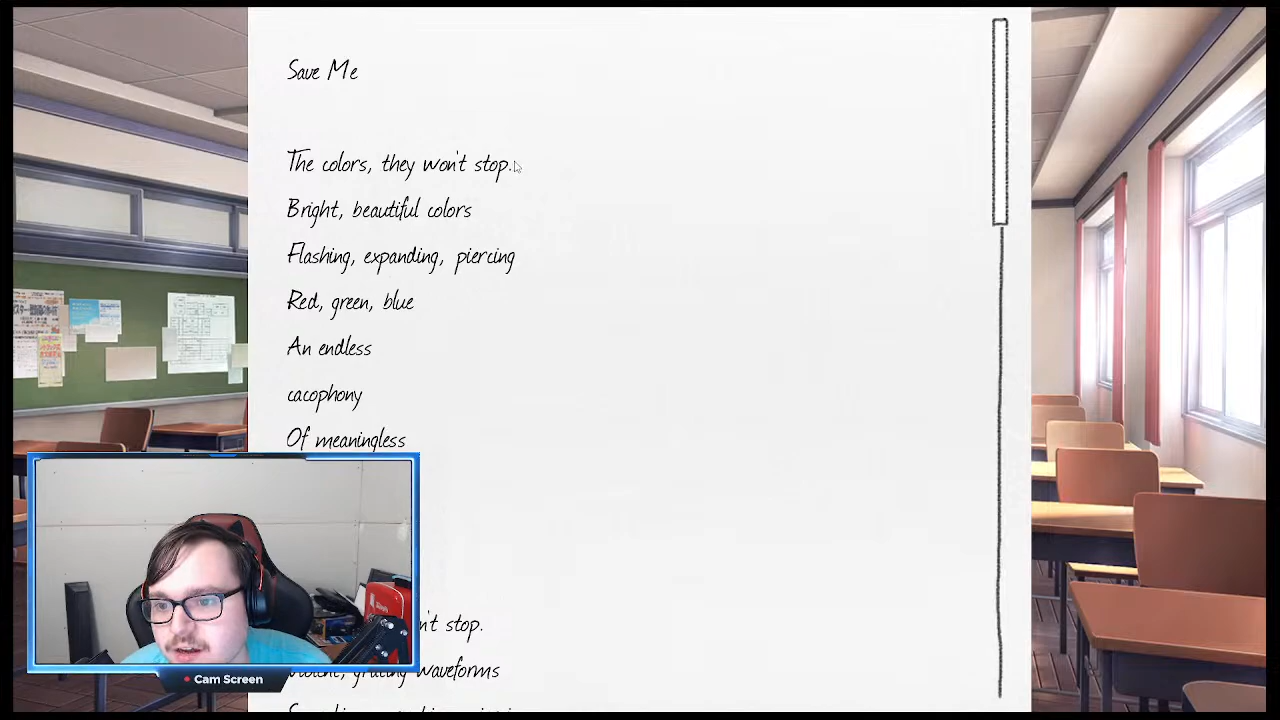 Save Me
The colors, they won't stop.
Bright, beautiful colors
Flashing, expanding, piercing
Red, green, blue
An endless
cacophony
Of meaningless
n't stop.
grating waveforms
Cam Screen